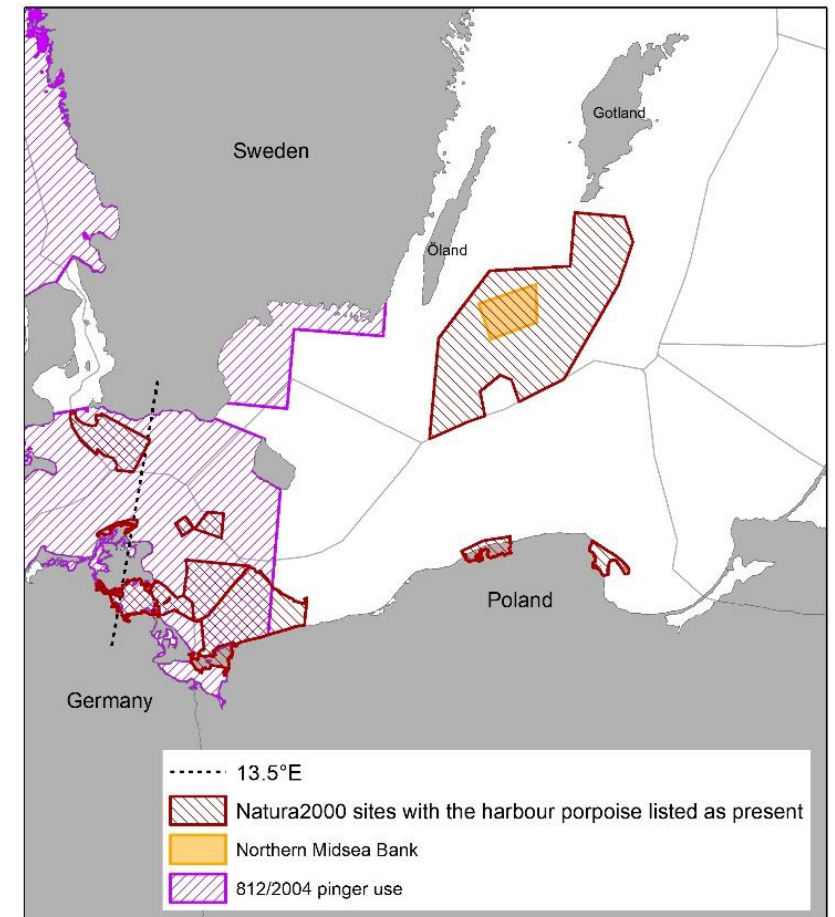 Gotland
Sweden
Öland
Poland
Germany
13.5°E
Natura2000 sites with the harbour porpoise listed as present
Northern Midsea Bank
812/2004 pinger use